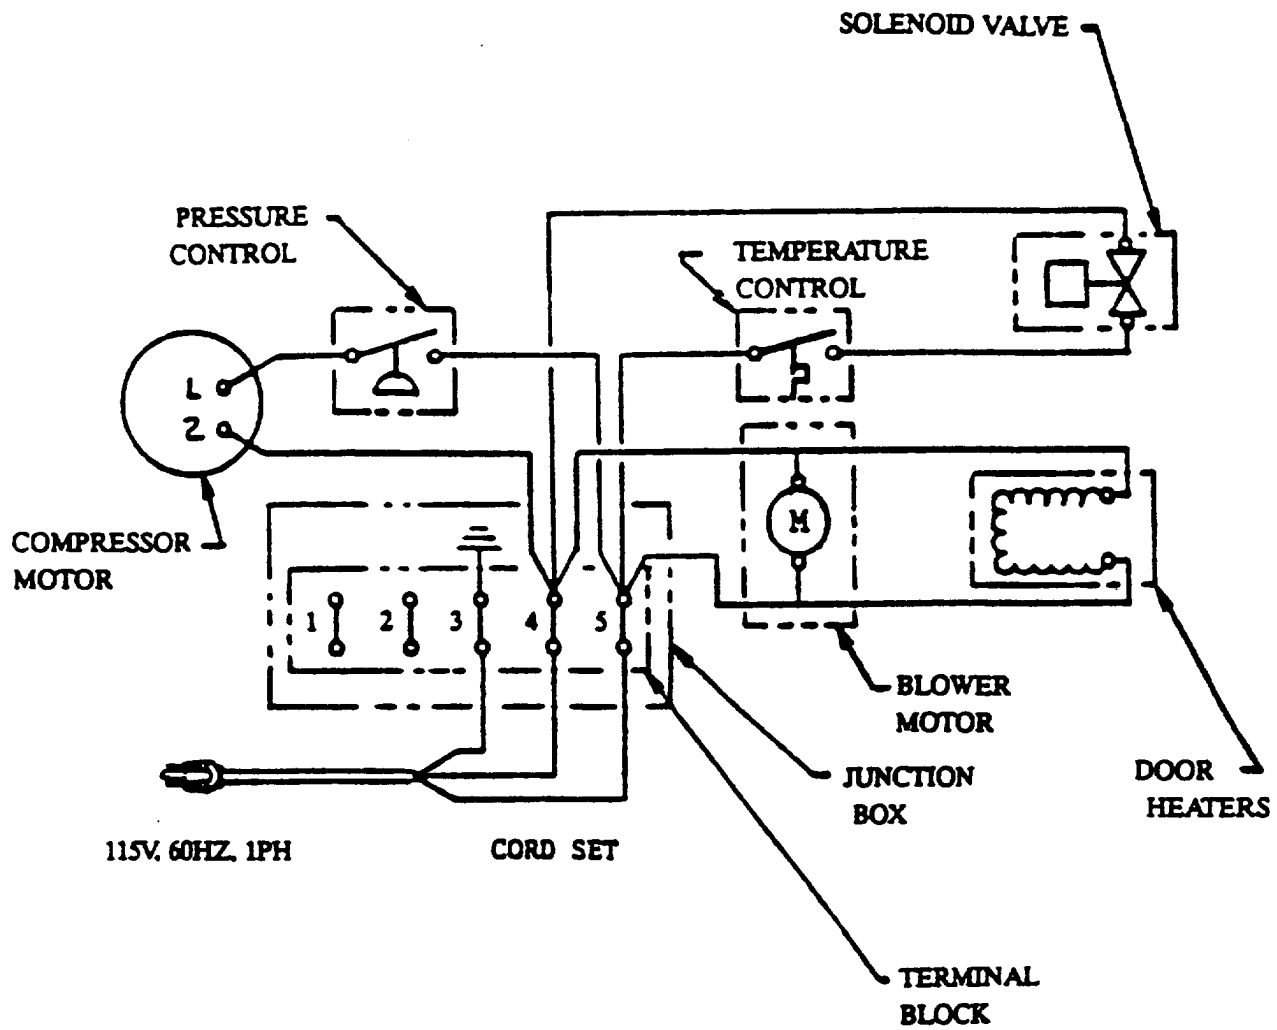 SOLENOID VALVE
PRESSURE
CONTROL
TEMPERATURE
CONTROL
L
2
COMPRESSOR
MOTOR
M
1 2 3 4 5
BLOWER
MOTOR
JUNCTION
BOX
DOOR
HEATERS
115V, 60HZ, 1PH
CORD SET
TERMINAL
BLOCK